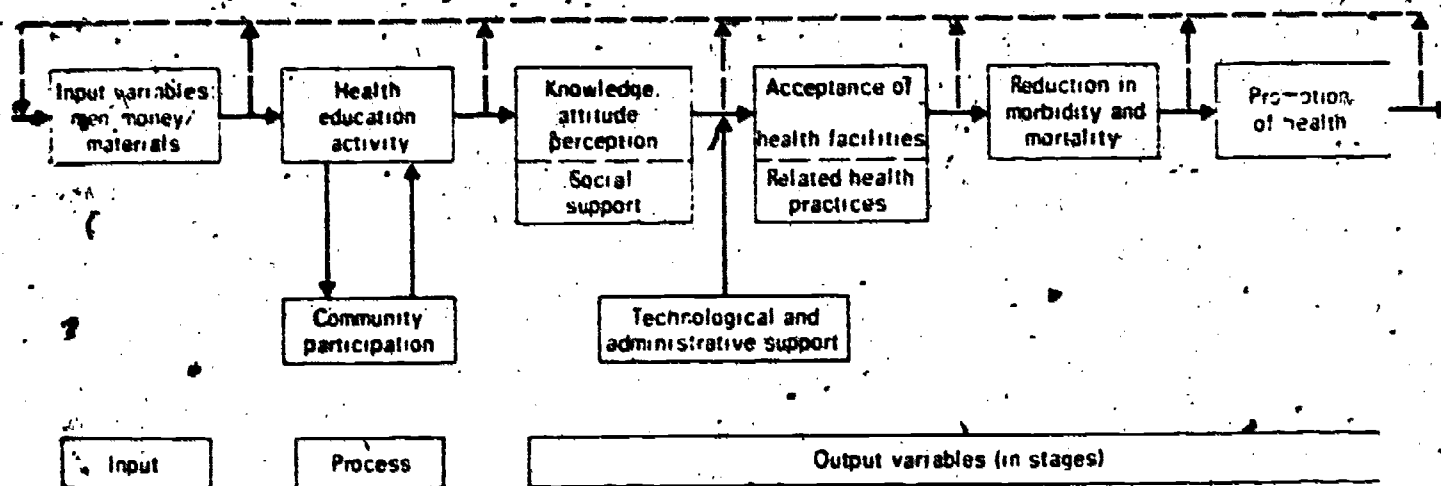 Input variables:
men money/
materials
Health
education
activity
Knowledge,
attitude
perception
Social
support
Acceptance of
health facilities
Related health
practices
Reduction in
morbidity and
mortality
Promotion
of health
Community
participation
Technological and
administrative support
Input
Process
Output variables (in stages)